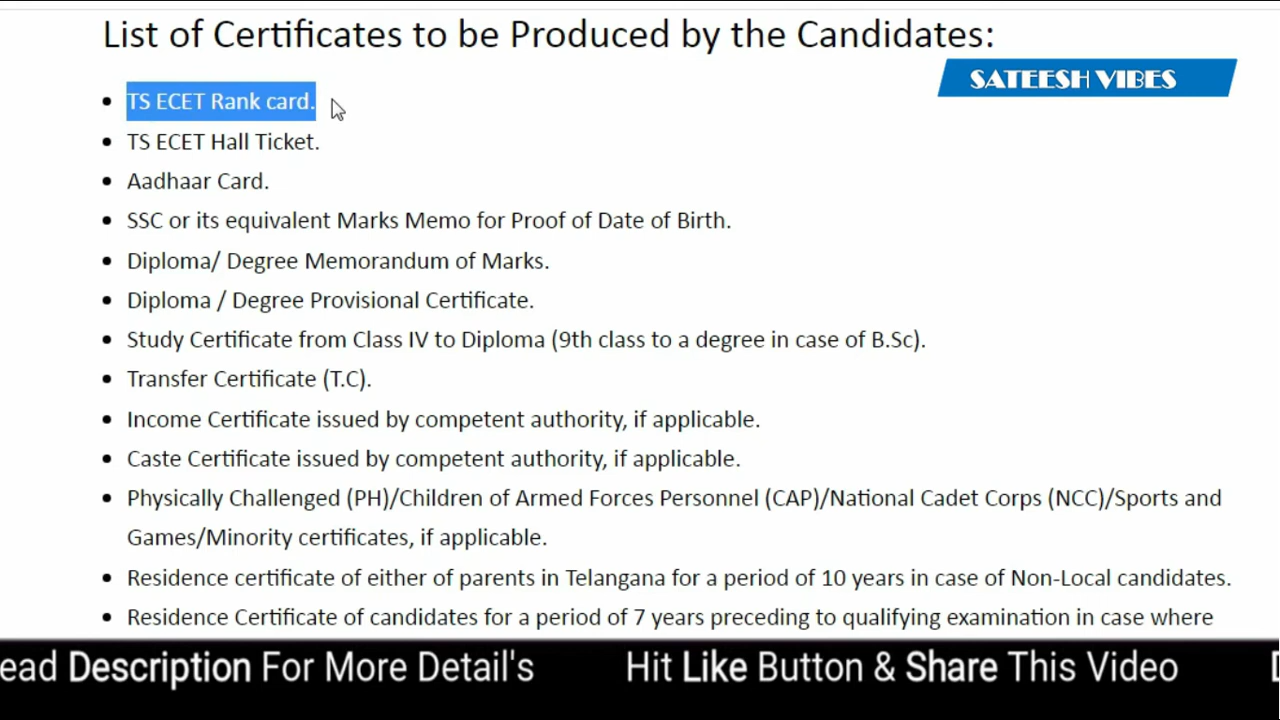 List of Certificates to be Produced by the Candidates:
SATEESH VIBES
• TS ECET Rank card.
• TS ECET Hall Ticket.
• Aadhaar Card.
• SSC or its equivalent Marks Memo for Proof of Date of Birth.
• Diploma/ Degree Memorandum of Marks.
• Diploma / Degree Provisional Certificate.
• Study Certificate from Class IV to Diploma (9th class to a degree in case of B.Sc).
• Transfer Certificate (T.C).
• Income Certificate issued by competent authority, if applicable.
• Caste Certificate issued by competent authority, if applicable.
• Physically Challenged (PH)/Children of Armed Forces Personnel (CAP)/National Cadet Corps (NCC)/Sports and
Games/Minority certificates, if applicable.
• Residence certificate of either of parents in Telangana for a period of 10 years in case of Non-Local candidates.
• Residence Certificate of candidates for a period of 7 years preceding to qualifying examination in case where
ead Description For More Detail's Hit Like Button & Share This Video